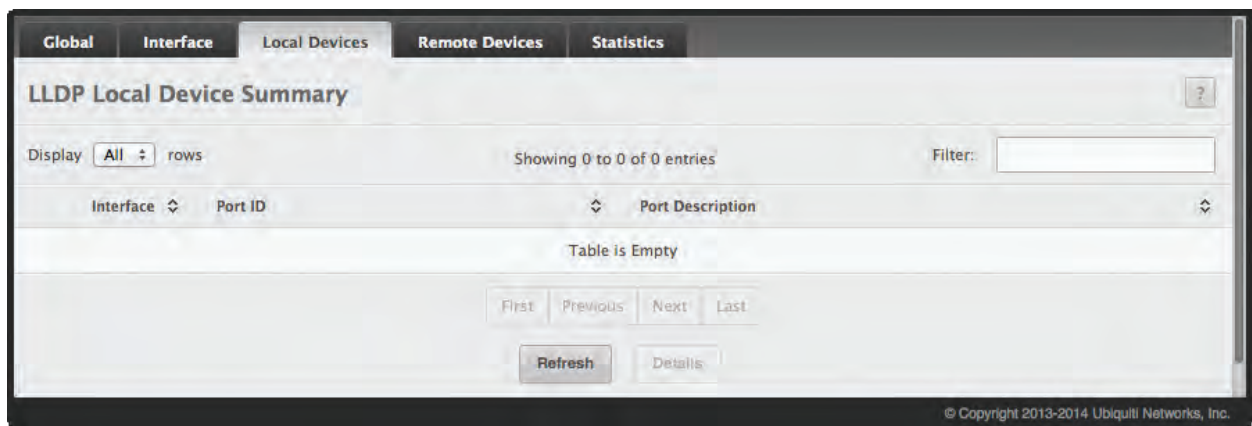 Global Interface Local Devices Remote Devices Statistics
LLDP Local Device Summary ?
Display All rows Showing 0 to 0 of 0 entries Filter:
Interface Port ID Port Description
Table is Empty
First Previous Next Last
Refresh Details
© Copyright 2013-2014 Ubiquiti Networks, Inc.